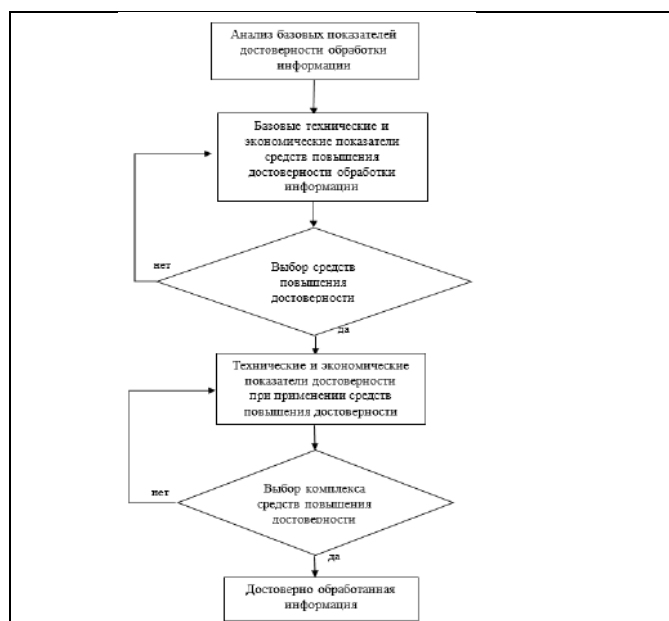 Анализ базовых показателей
достоверности обработки
информации
Базовые технические и
экономические показатели
средств повышения
достоверности обработки
информации
нет
Выбор средств
повышения
достоверности
да
Технические и экономические
показатели достоверности
при применении средств
повышения достоверности
нет
Выбор комплекса
средств повышения
достоверности
да
Достоверно обработанная
информация